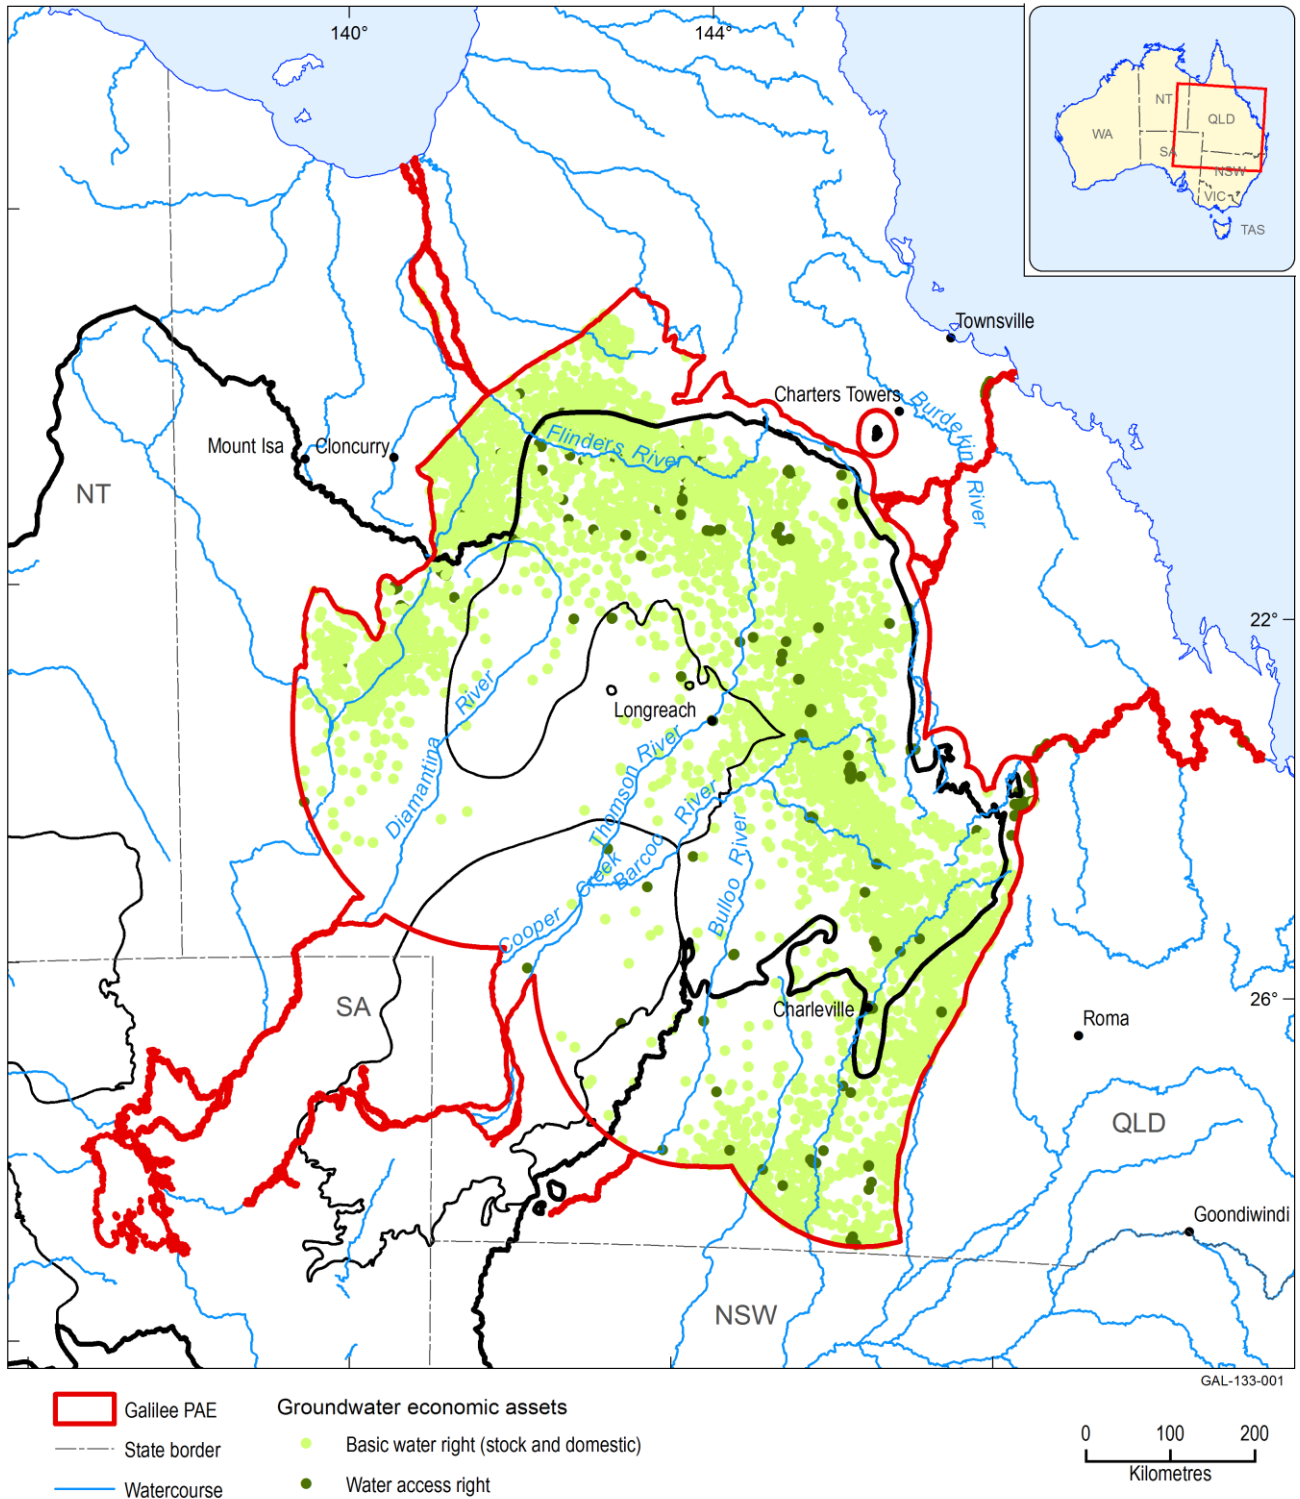 140°
144°
NT
QLD
WA
SA
NSW
VIC
TAS
Townsville
Charters Towers
Burdekin River
Mount Isa
Cloncurry
Flinders River
NT
22°
Diamantina River
Longreach
Thomson River
Barcoo River
Cooper Creek
Bulloo River
SA
Charleville
26°
Roma
QLD
Goondiwindi
NSW
GAL-133-001
Galilee PAE
State border
Watercourse
Groundwater economic assets
Basic water right (stock and domestic)
Water access right
0 100 200
Kilometres